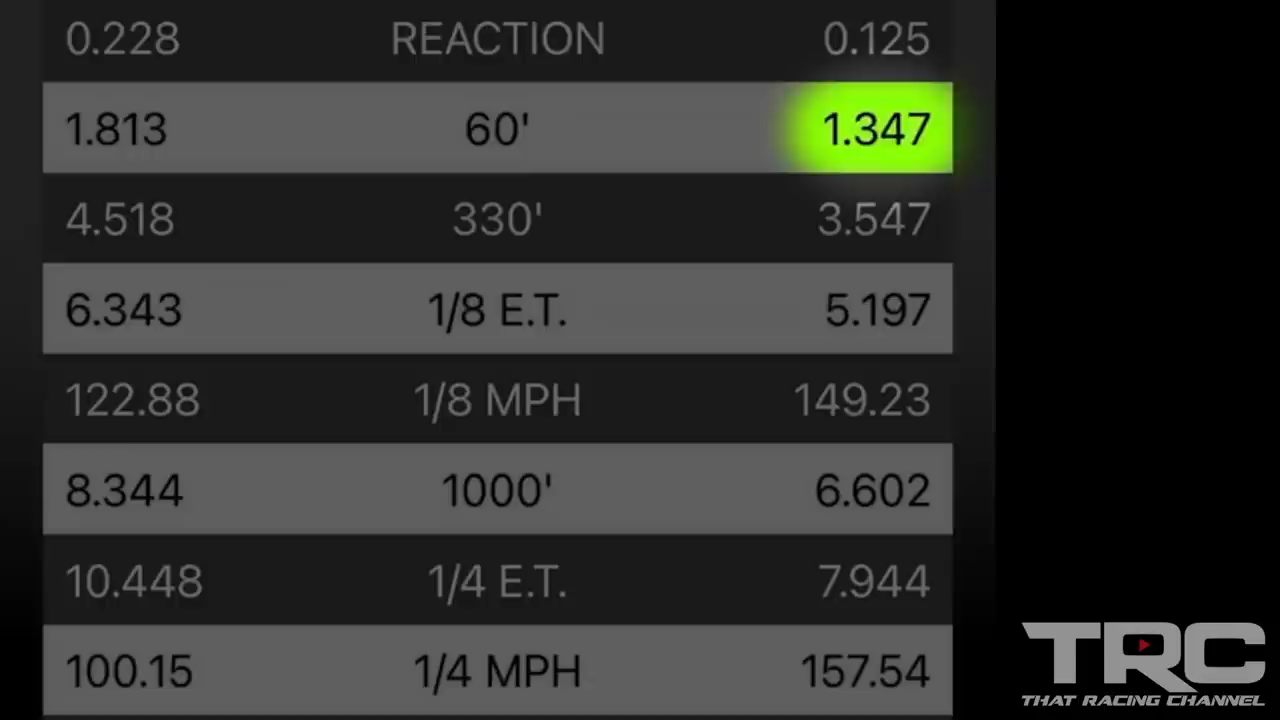 0.228 REACTION 0.125
1.813 60' 1.347
4.518 330' 3.547
6.343 1/8 E.T. 5.197
122.88 1/8 MPH 149.23
8.344 1000' 6.602
10.448 1/4 E.T. 7.944
100.15 1/4 MPH 157.54
TRC
THAT RACING CHANNEL